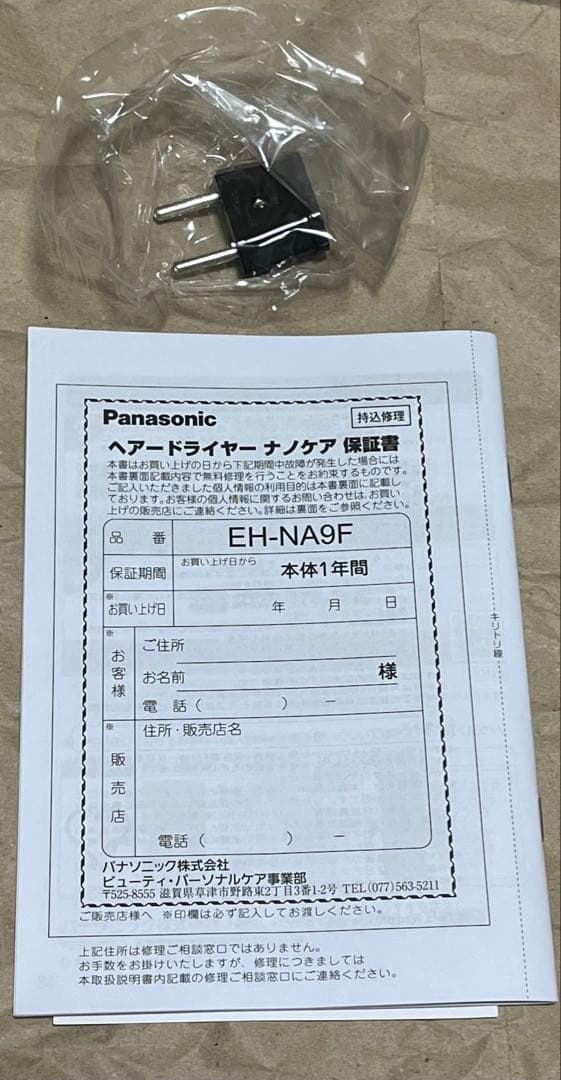 Panasonic
持込修理
ヘアードライヤー ナノケア 保証書
本書はお買い上げの日から下記期間中故障が発生した場合には
本書裏面記載内容で無料修理を行うことをお約束するものです。
ご記入いただきました個人情報の利用目的は本書裏面に記載し
ております。お客様の個人情報に関するお問い合わせは、お買い
上げの販売店にご連絡ください。詳細は裏面をご参照ください。
品 番 EH-NA9F
保証期間 お買い上げ日から 本体1年間
※お買い上げ日 年 月 日
※お客様
ご住所
お名前 様
電 話 ( ) −
※販売店
住所・販売店名
電話 ( ) −
パナソニック株式会社
ビューティ・パーソナルケア事業部
〒525-8555 滋賀県草津市野路東2丁目3番1-2号 TEL(077)563-5211
ご販売店様へ ※印欄は必ず記入してお渡しください。
上記住所は修理ご相談窓口ではありません。
お手数をお掛けいたしますが、修理につきましては
本取扱説明書内記載の修理ご相談窓口にご連絡ください。
キリトリ線